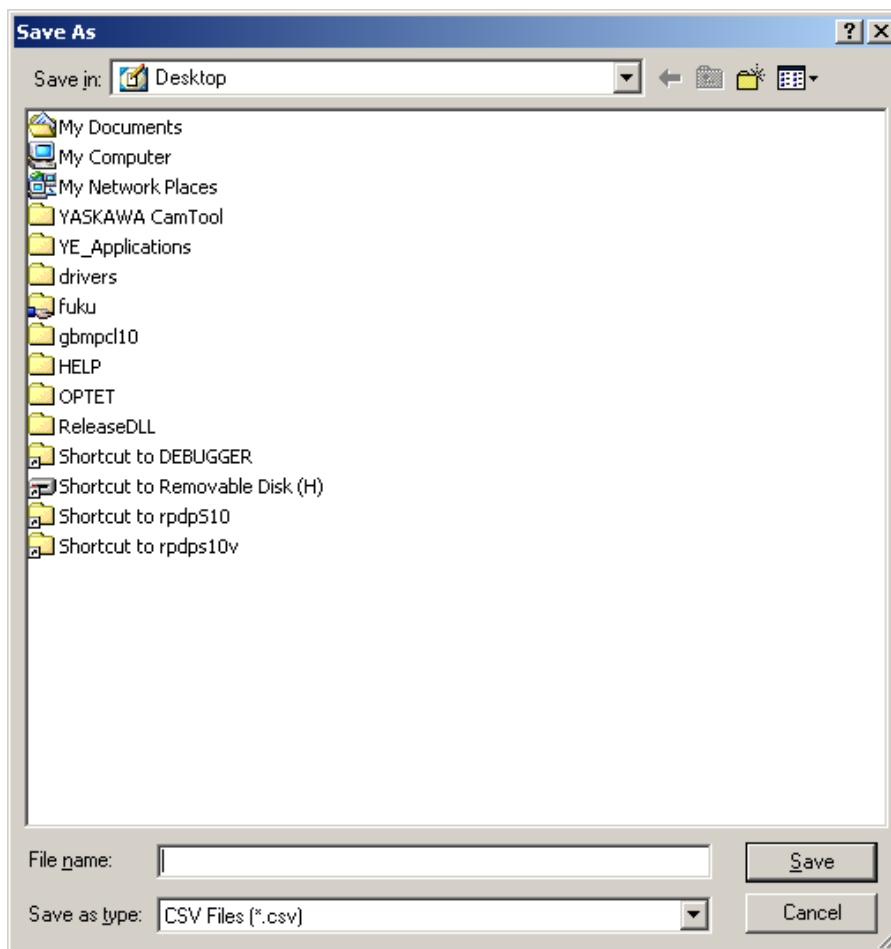 Save As
Save in: Desktop
My Documents
My Computer
My Network Places
YASKAWA CamTool
YE_Applications
drivers
fuku
gbmpcl10
HELP
OPTET
ReleaseDLL
Shortcut to DEBUGGER
Shortcut to Removable Disk (H)
Shortcut to rpdpS10
Shortcut to rpdps10v
File name: Save
Save as type: CSV Files (*.csv) Cancel